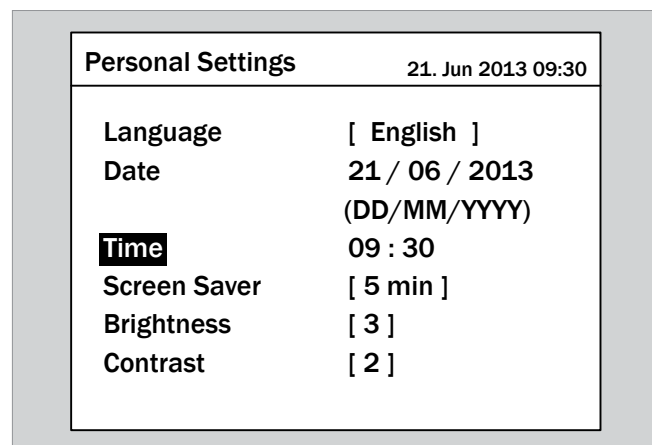 Personal Settings 21. Jun 2013 09:30
Language [ English ]
Date 21 / 06 / 2013
(DD/MM/YYYY)
Time 09 : 30
Screen Saver [ 5 min ]
Brightness [ 3 ]
Contrast [ 2 ]